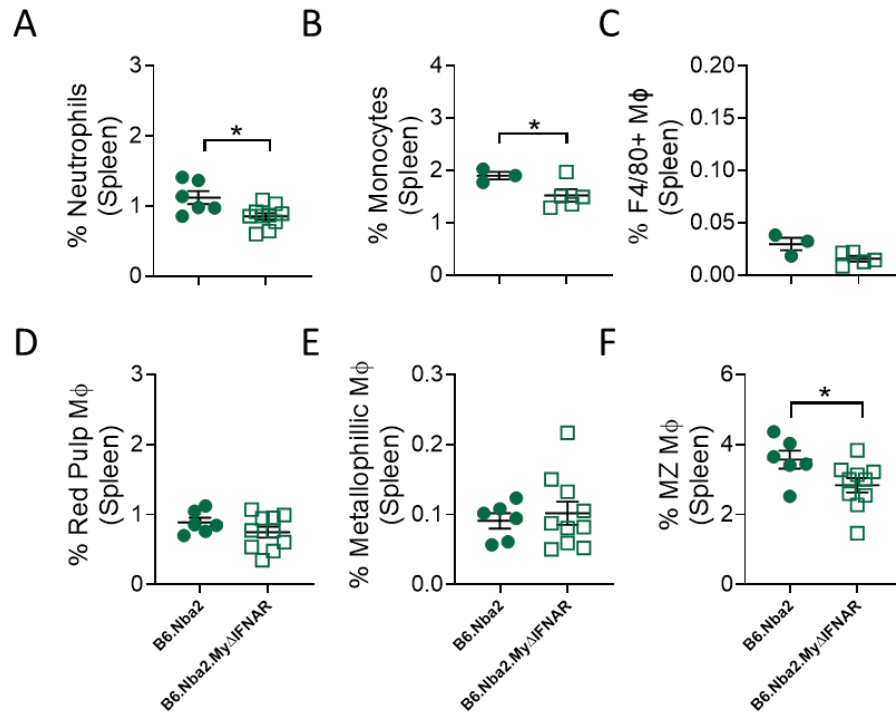 A
% Neutrophils
(Spleen)
3
2
1
0
*
B
% Monocytes
(Spleen)
4
3
2
1
0
*
C
% F4/80+ MΦ
(Spleen)
0.20
0.15
0.10
0.05
0.00
D
% Red Pulp MΦ
(Spleen)
3
2
1
0
B6.Nba2
B6.Nba2.MyΔIFNAR
E
% Metallophillic MΦ
(Spleen)
0.3
0.2
0.1
0.0
B6.Nba2
B6.Nba2.MyΔIFNAR
F
% MZ MΦ
(Spleen)
6
4
2
0
*
B6.Nba2
B6.Nba2.MyΔIFNAR